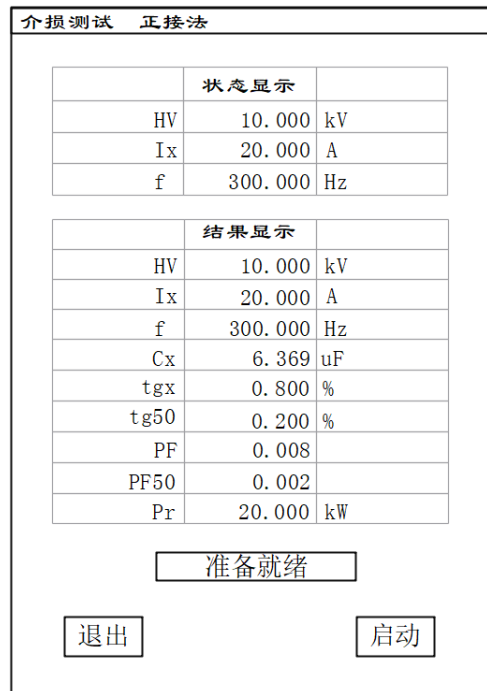 介损测试 正接法
状态显示
HV 10.000 kV
Ix 20.000 A
f 300.000 Hz
结果显示
HV 10.000 kV
Ix 20.000 A
f 300.000 Hz
Cx 6.369 uF
tgx 0.800 %
tg50 0.200 %
PF 0.008
PF50 0.002
Pr 20.000 kW
准备就绪
退出 启动